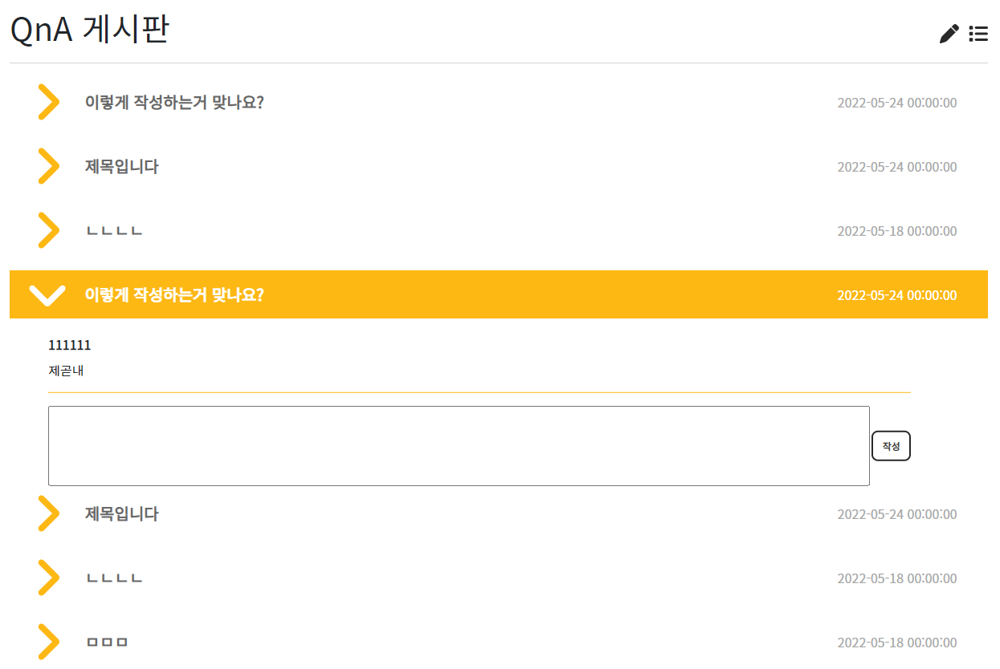 QnA 게시판
이렇게 작성하는거 맞나요? 2022-05-24 00:00:00
제목입니다 2022-05-24 00:00:00
ㄴㄴㄴㄴ 2022-05-18 00:00:00
이렇게 작성하는거 맞나요? 2022-05-24 00:00:00
111111
제곧내
작성
제목입니다 2022-05-24 00:00:00
ㄴㄴㄴㄴ 2022-05-18 00:00:00
ㅁㅁㅁ 2022-05-18 00:00:00